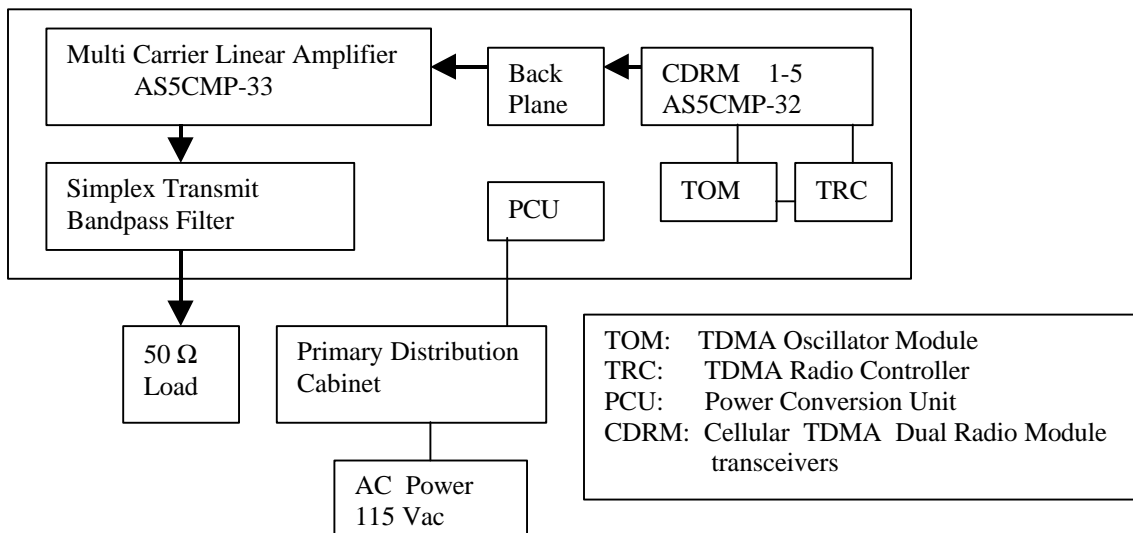 Multi Carrier Linear Amplifier
AS5CMP-33
Back
Plane
CDRM 1-5
AS5CMP-32
Simplex Transmit
Bandpass Filter
PCU
TOM
TRC
50 Ω
Load
Primary Distribution
Cabinet
AC Power
115 Vac
TOM: TDMA Oscillator Module
TRC: TDMA Radio Controller
PCU: Power Conversion Unit
CDRM: Cellular TDMA Dual Radio Module
transceivers